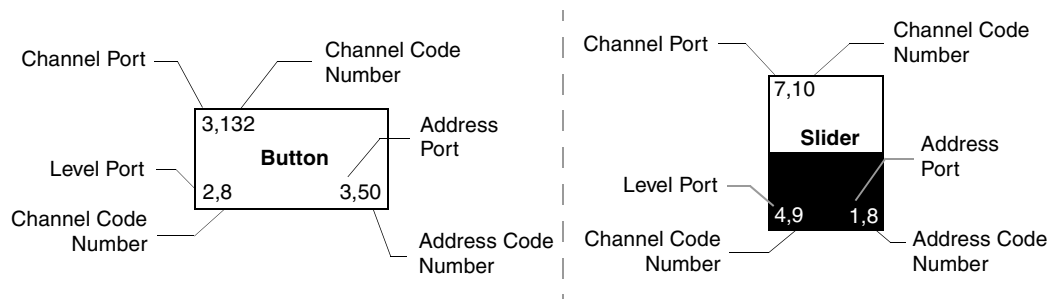 Channel Port
Channel Code
Number
3,132
Button
Address
Port
Level Port
2,8
3,50
Channel Code
Number
Address Code
Number
Channel Port
Channel Code
Number
7,10
Slider
Address
Port
Level Port
4,9
1,8
Channel Code
Number
Address Code
Number